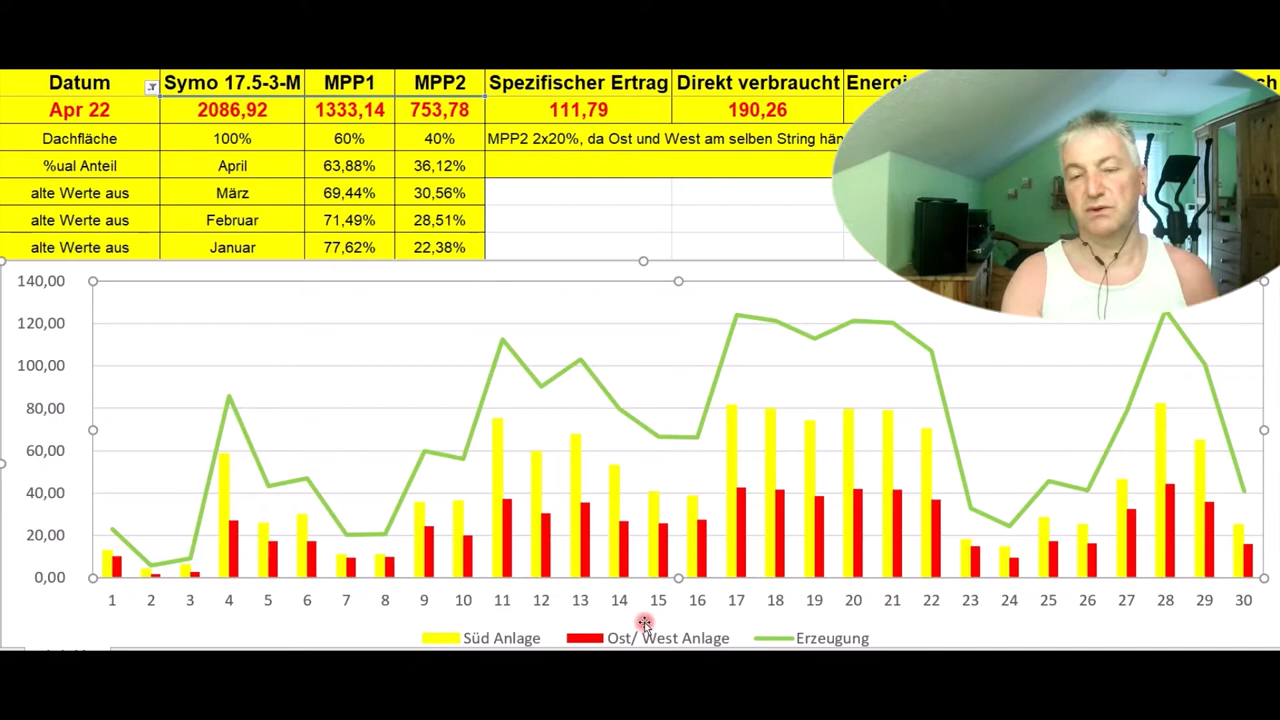 Datum Symo 17.5-3-M MPP1 MPP2 Spezifischer Ertrag Direkt verbraucht
Apr 22 2086,92 1333,14 753,78 111,79 190,26
Dachfläche 100% 60% 40% MPP2 2x20%, da Ost und West am selben String
%ual Anteil April 63,88% 36,12%
alte Werte aus März 69,44% 30,56%
alte Werte aus Februar 71,49% 28,51%
alte Werte aus Januar 77,62% 22,38%
140,00
120,00
100,00
80,00
60,00
40,00
20,00
0,00
1 2 3 4 5 6 7 8 9 10 11 12 13 14 15 16 17 18 19 20 21 22 23 24 25 26 27 28 29 30
Süd Anlage Ost/ West Anlage Erzeugung